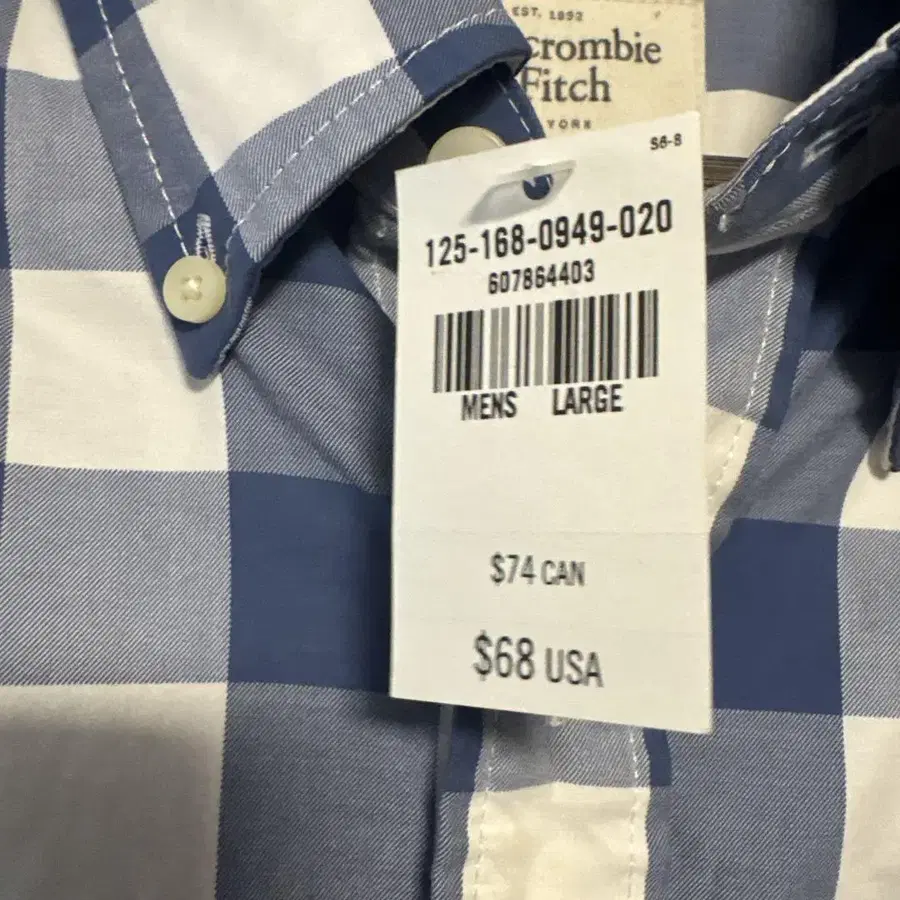 EST. 1892
crombie
Fitch
YORK
S6-8
125-168-0949-020
607864403
MENS LARGE
$74 CAN
$68 USA